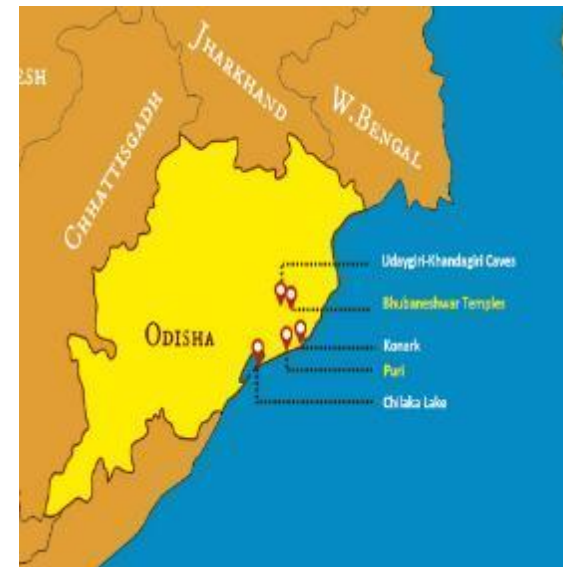 ESH
JHARKHAND
W.BENGAL
CHHATTISGADH
Udaygiri-Khandagiri Caves
Bhubaneshwar Temples
ODISHA
Konark
Puri
Chilaka Lake